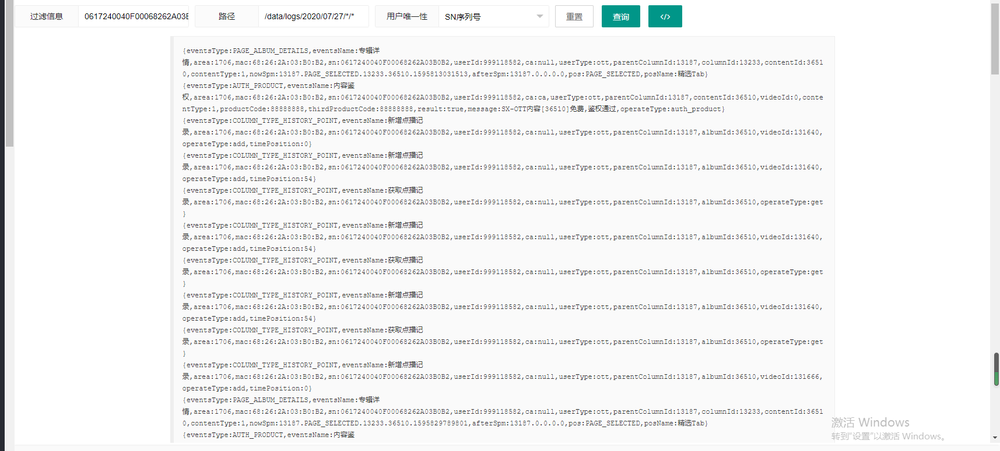 过滤信息 0617240040F00068262A03B 路径 /data/logs/2020/07/27/*/* 用户唯一性 SN序列号 重置 查询 </>
{eventsType:PAGE_ALBUM_DETAILS,eventsName:专辑详
情,area:1706,mac:68:26:2A:03:B0:B2,sn:0617240040F00068262A03B0B2,userId:999118582,ca:null,userType:ott,parentColumnId:13187,columnId:13233,contentId:3651
0,contentType:1,nowSpm:13187.PAGE_SELECTED.13233.36510.1595813031513,afterSpm:13187.0.0.0.0,pos:PAGE_SELECTED,posName:精选Tab}
{eventsType:AUTH_PRODUCT,eventsName:内容鉴
权,area:1706,mac:68:26:2A:03:B0:B2,sn:0617240040F00068262A03B0B2,userId:999118582,ca:ca,userType:ott,parentColumnId:13187,contentId:36510,videoId:0,conte
ntType:1,productCode:88888888,thirdProductCode:88888888,result:true,message:SX-OTT内容[36510]免费,鉴权通过,operateType:auth_product}
{eventsType:COLUMN_TYPE_HISTORY_POINT,eventsName:新增点播记
录,area:1706,mac:68:26:2A:03:B0:B2,sn:0617240040F00068262A03B0B2,userId:999118582,ca:null,userType:ott,parentColumnId:13187,albumId:36510,videoId:131640,
operateType:add,timePosition:0}
{eventsType:COLUMN_TYPE_HISTORY_POINT,eventsName:新增点播记
录,area:1706,mac:68:26:2A:03:B0:B2,sn:0617240040F00068262A03B0B2,userId:999118582,ca:null,userType:ott,parentColumnId:13187,albumId:36510,videoId:131640,
operateType:add,timePosition:54}
{eventsType:COLUMN_TYPE_HISTORY_POINT,eventsName:获取点播记
录,area:1706,mac:68:26:2A:03:B0:B2,sn:0617240040F00068262A03B0B2,userId:999118582,ca:null,userType:ott,parentColumnId:13187,albumId:36510,operateType:get
}
{eventsType:COLUMN_TYPE_HISTORY_POINT,eventsName:新增点播记
录,area:1706,mac:68:26:2A:03:B0:B2,sn:0617240040F00068262A03B0B2,userId:999118582,ca:null,userType:ott,parentColumnId:13187,albumId:36510,videoId:131640,
operateType:add,timePosition:54}
{eventsType:COLUMN_TYPE_HISTORY_POINT,eventsName:获取点播记
录,area:1706,mac:68:26:2A:03:B0:B2,sn:0617240040F00068262A03B0B2,userId:999118582,ca:null,userType:ott,parentColumnId:13187,albumId:36510,operateType:get
}
{eventsType:COLUMN_TYPE_HISTORY_POINT,eventsName:新增点播记
录,area:1706,mac:68:26:2A:03:B0:B2,sn:0617240040F00068262A03B0B2,userId:999118582,ca:null,userType:ott,parentColumnId:13187,albumId:36510,videoId:131640,
operateType:add,timePosition:54}
{eventsType:COLUMN_TYPE_HISTORY_POINT,eventsName:获取点播记
录,area:1706,mac:68:26:2A:03:B0:B2,sn:0617240040F00068262A03B0B2,userId:999118582,ca:null,userType:ott,parentColumnId:13187,albumId:36510,operateType:get
}
{eventsType:COLUMN_TYPE_HISTORY_POINT,eventsName:新增点播记
录,area:1706,mac:68:26:2A:03:B0:B2,sn:0617240040F00068262A03B0B2,userId:999118582,ca:null,userType:ott,parentColumnId:13187,albumId:36510,videoId:131666,
operateType:add,timePosition:0}
{eventsType:PAGE_ALBUM_DETAILS,eventsName:专辑详
情,area:1706,mac:68:26:2A:03:B0:B2,sn:0617240040F00068262A03B0B2,userId:999118582,ca:null,userType:ott,parentColumnId:13187,columnId:13233,contentId:3651
0,contentType:1,nowSpm:13187.PAGE_SELECTED.13233.36510.1595829789801,afterSpm:13187.0.0.0.0,pos:PAGE_SELECTED,posName:精选Tab}
{eventsType:AUTH_PRODUCT,eventsName:内容鉴
激活 Windows
转到"设置"以激活 Windows。